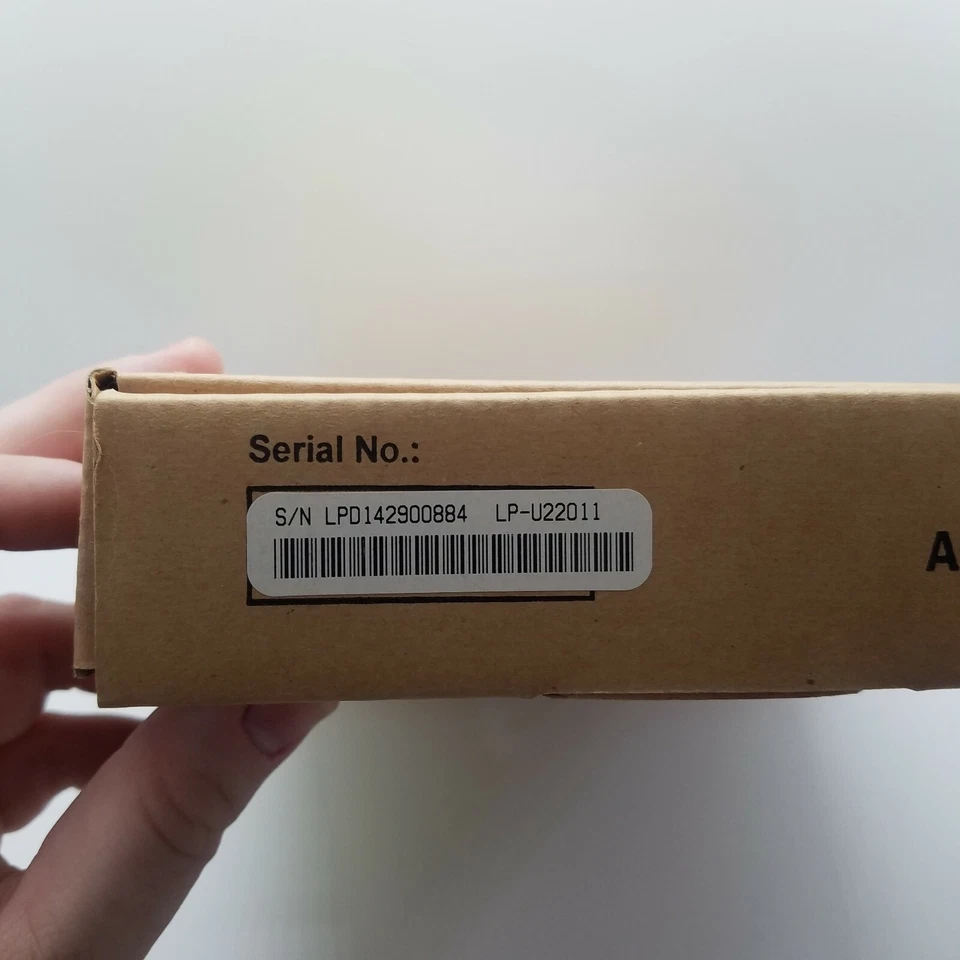 Serial No.:
S/N LPD142900884 LP-U22011
A